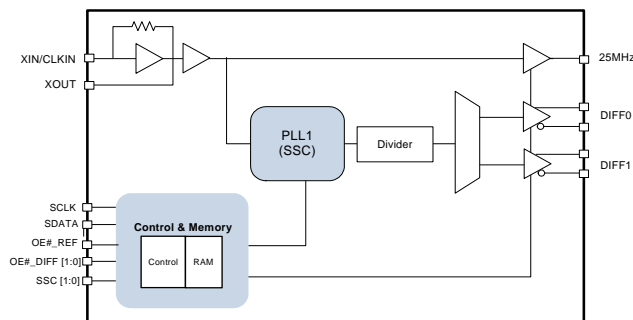 XIN/CLKIN
XOUT
25MHz
DIFF0
DIFF1
PLL1
(SSC)
Divider
SCLK
SDATA
OE#_REF
OE#_DIFF [1:0]
SSC [1:0]
Control & Memory
Control
RAM